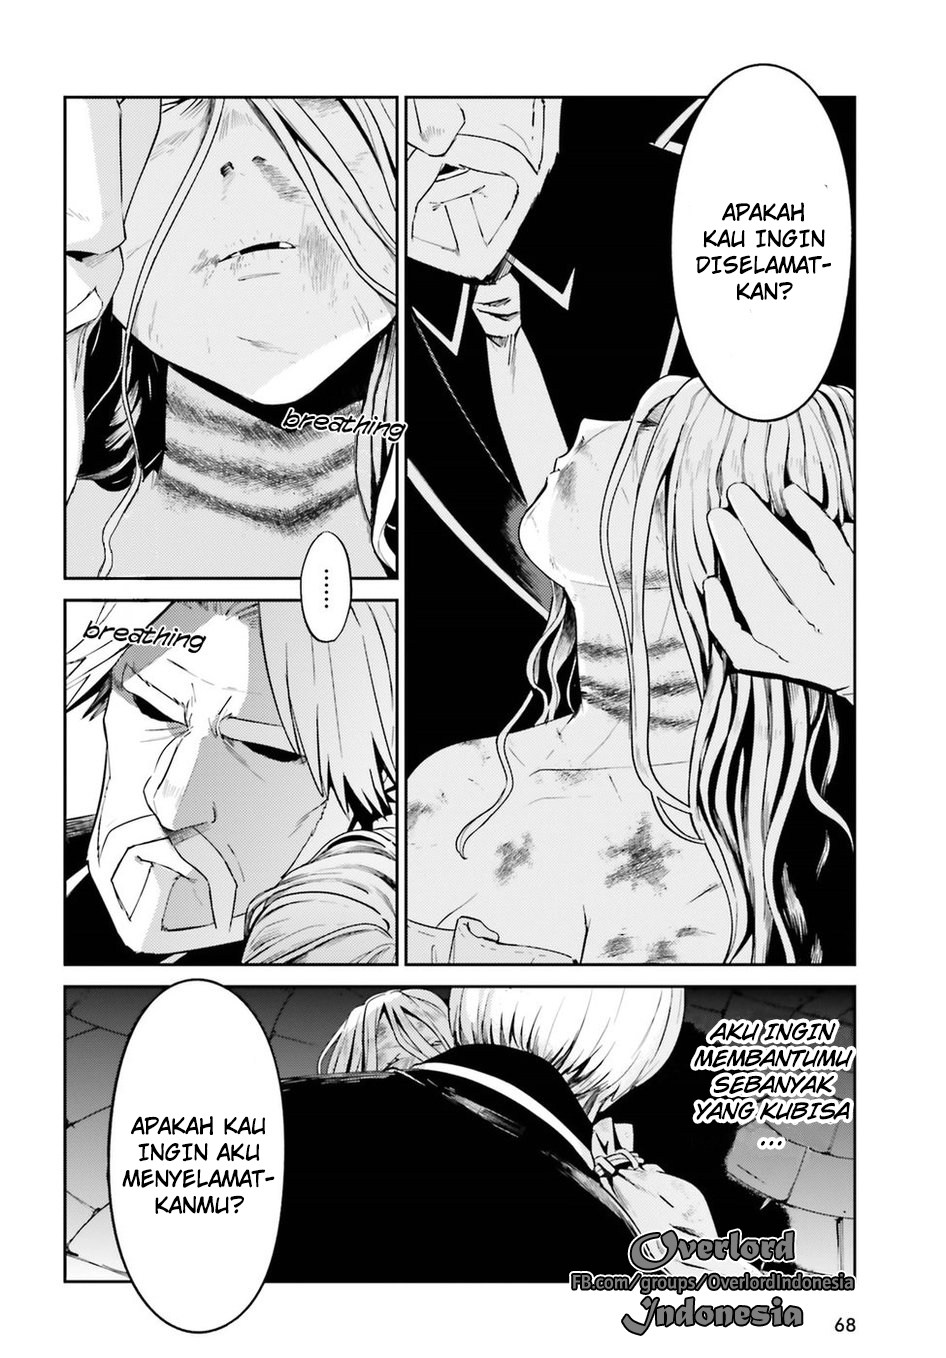 APAKAH
KAU INGIN
DISELAMAT-
KAN?
breathing
......
breathing
AKU INGIN
MEMBANTUMU
SEBANYAK
YANG KUBISA
...
APAKAH KAU
INGIN AKU
MENYELAMAT-
KANMU?
Overlord
FB.com/groups/OverlordIndonesia
Indonesia
68